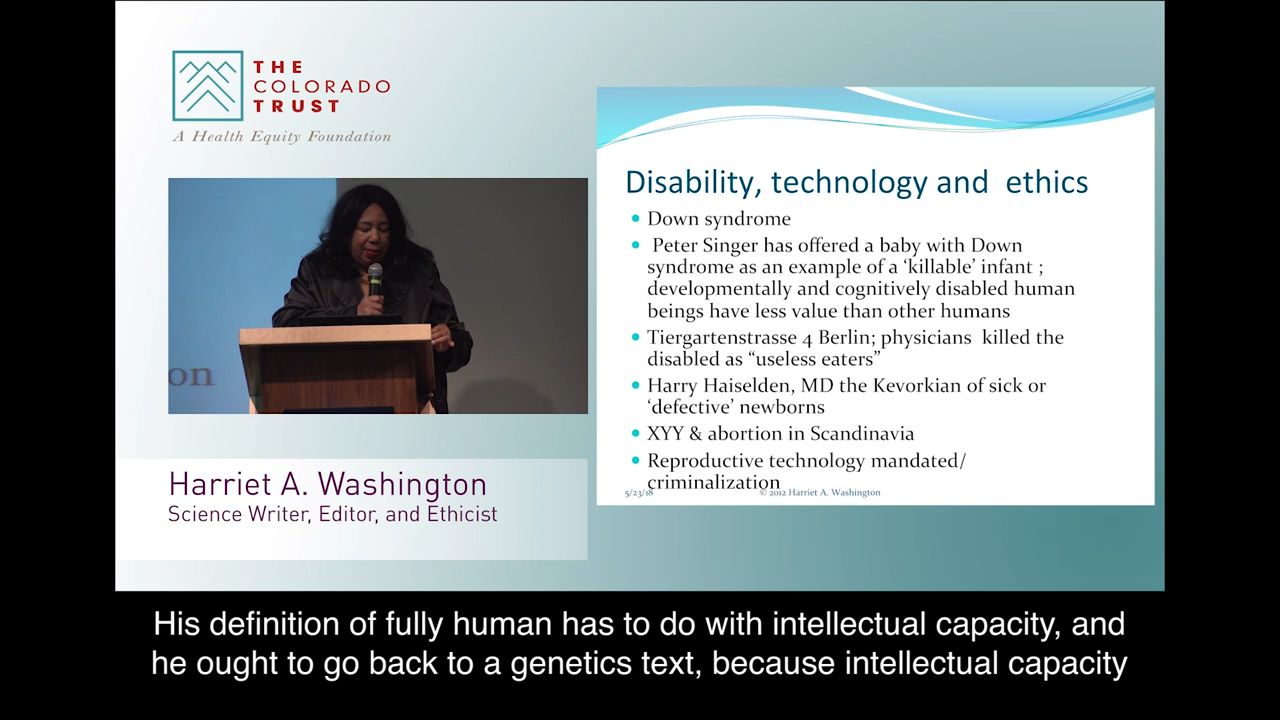 THE
COLORADO
TRUST
A Health Equity Foundation
on
Harriet A. Washington
Science Writer, Editor, and Ethicist
Disability, technology and ethics
Down syndrome
Peter Singer has offered a baby with Down
syndrome as an example of a ‘killable’ infant ;
developmentally and cognitively disabled human
beings have less value than other humans
Tiergartenstrasse 4 Berlin; physicians killed the
disabled as “useless eaters”
Harry Haiselden, MD the Kevorkian of sick or
‘defective’ newborns
XYY & abortion in Scandinavia
Reproductive technology mandated/
criminalization
5/23/18 © 2012 Harriet A. Washington
His definition of fully human has to do with intellectual capacity, and
he ought to go back to a genetics text, because intellectual capacity